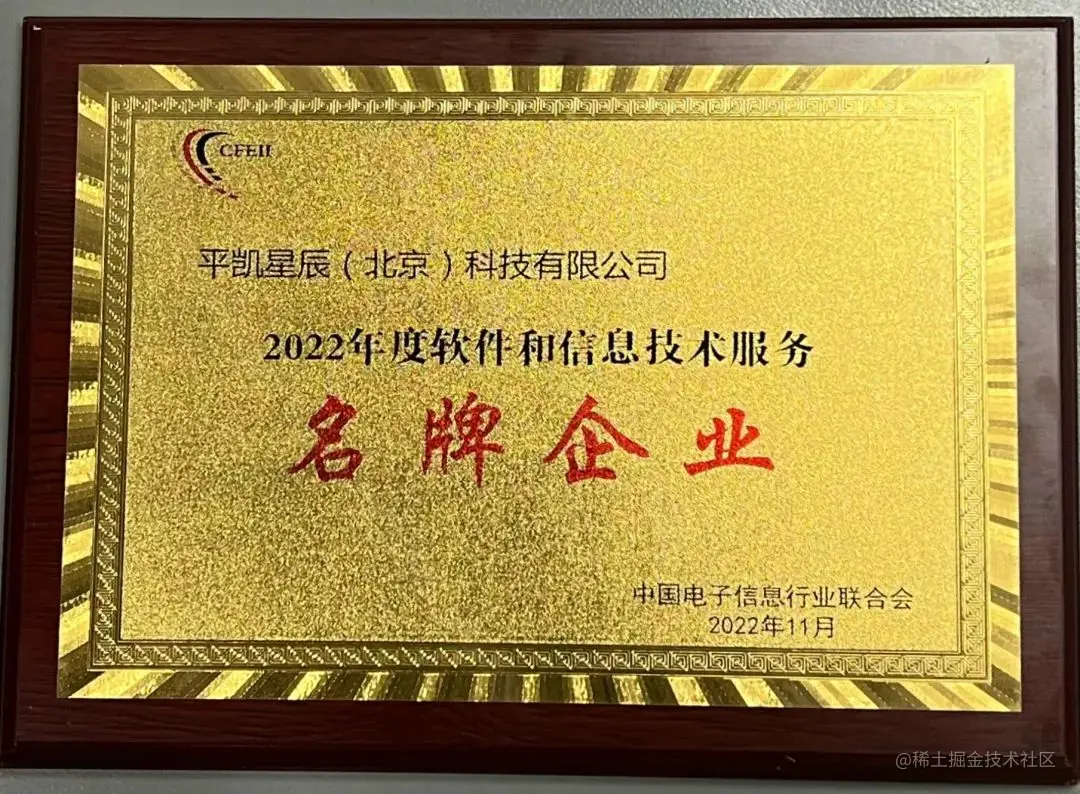 CFEII
平凯星辰（北京）科技有限公司
2022年度软件和信息技术服务
名牌企业
中国电子信息行业联合会
2022年11月
@稀土掘金技术社区